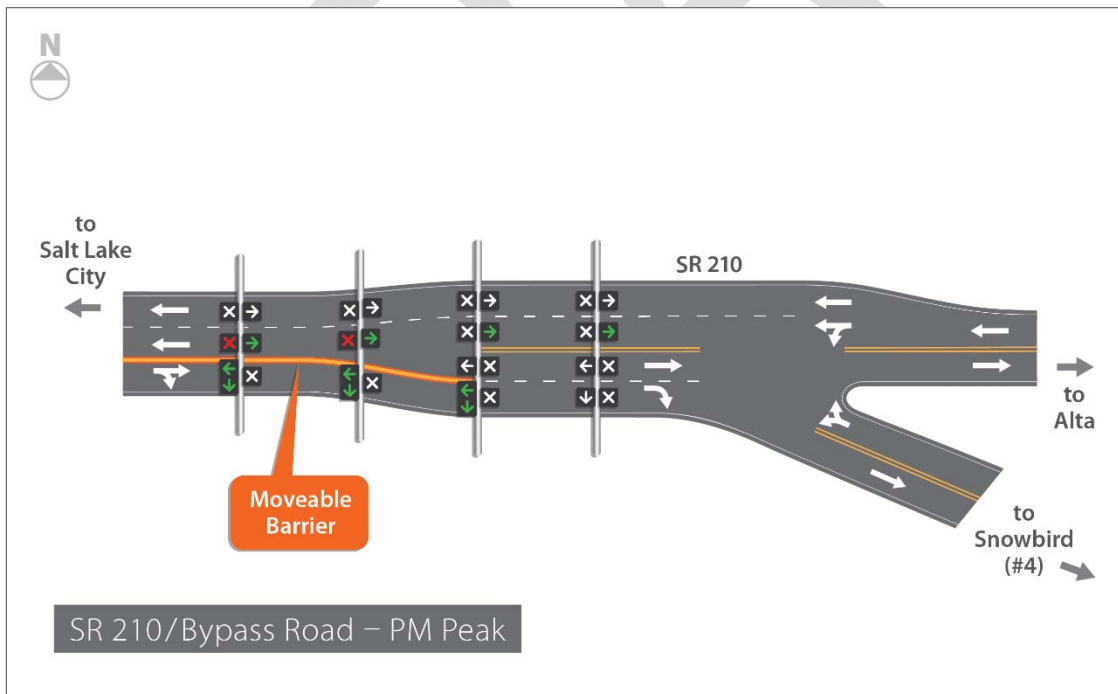 N
to
Salt Lake
City
SR 210
to
Alta
Moveable
Barrier
to
Snowbird
(#4)
SR 210/Bypass Road – PM Peak